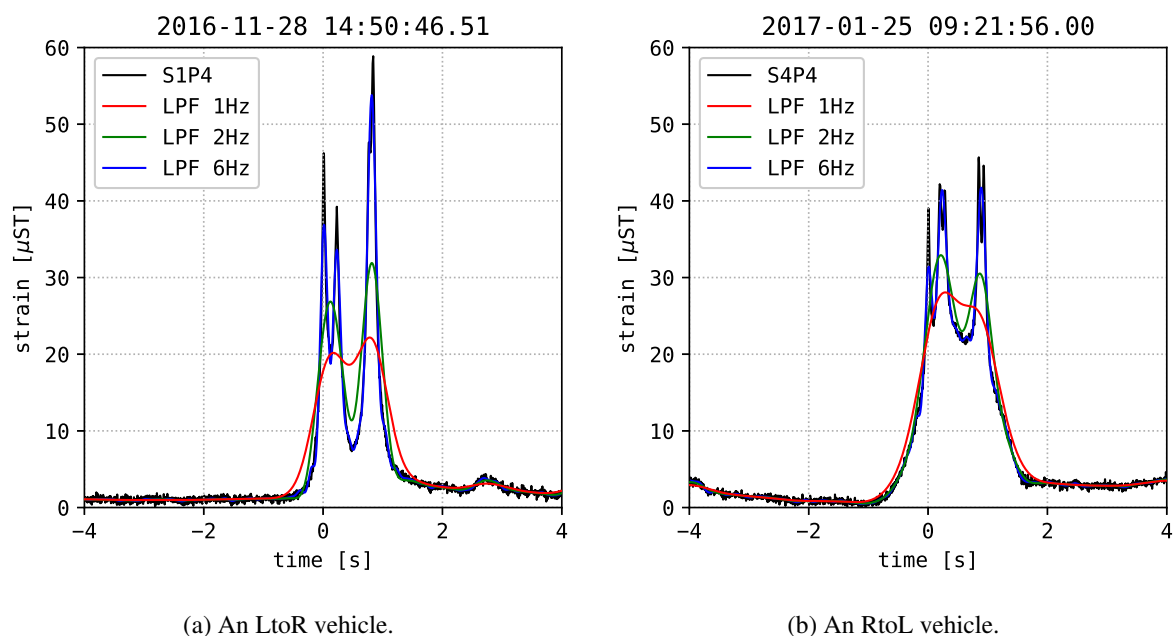 2016-11-28 14:50:46.51
60
50
40
30
20
10
0
strain [μST]
S1P4
LPF 1Hz
LPF 2Hz
LPF 6Hz
−4
−2
0
2
4
time [s]
(a) An LtoR vehicle.
2017-01-25 09:21:56.00
60
50
40
30
20
10
0
strain [μST]
S4P4
LPF 1Hz
LPF 2Hz
LPF 6Hz
−4
−2
0
2
4
time [s]
(b) An RtoL vehicle.